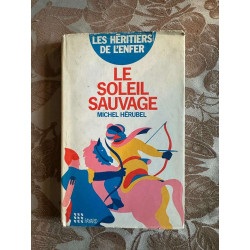 LES HÉRITIERS
DE L'ENFER
LE
SOLEIL
SAUVAGE
MICHEL HÉRUBEL